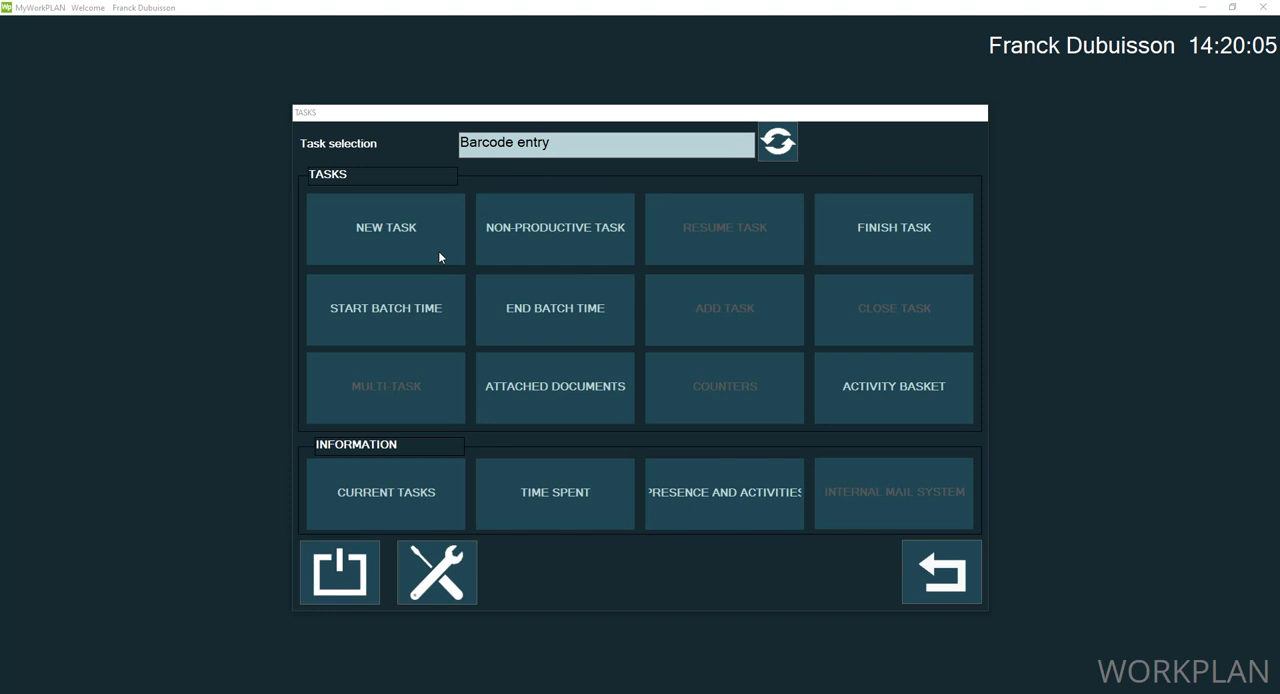 Wp MyWorkPLAN Welcome Franck Dubuisson
Franck Dubuisson 14:20:05
TASKS
Task selection Barcode entry
TASKS
NEW TASK NON-PRODUCTIVE TASK RESUME TASK FINISH TASK
START BATCH TIME END BATCH TIME ADD TASK CLOSE TASK
MULTI-TASK ATTACHED DOCUMENTS COUNTERS ACTIVITY BASKET
INFORMATION
CURRENT TASKS TIME SPENT PRESENCE AND ACTIVITIES INTERNAL MAIL SYSTEM
WORKPLAN